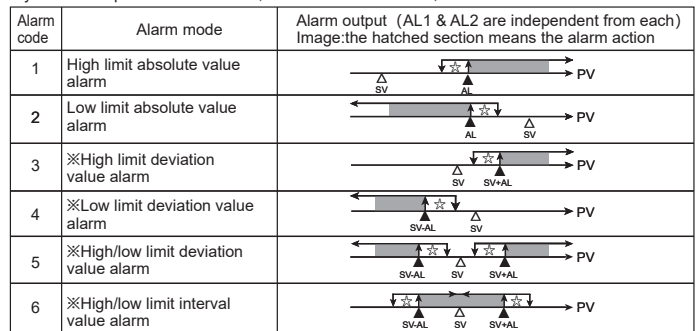 Alarm code
Alarm mode
Alarm output (AL1 & AL2 are independent from each)
Image:the hatched section means the alarm action
1
High limit absolute value alarm
☆
PV
SV
AL
2
Low limit absolute value alarm
☆
PV
AL
SV
3
※High limit deviation value alarm
☆
PV
SV
SV+AL
4
※Low limit deviation value alarm
☆
PV
SV-AL
SV
5
※High/low limit deviation value alarm
☆
☆
PV
SV-AL
SV
SV+AL
6
※High/low limit interval value alarm
☆
☆
PV
SV-AL
SV
SV+AL